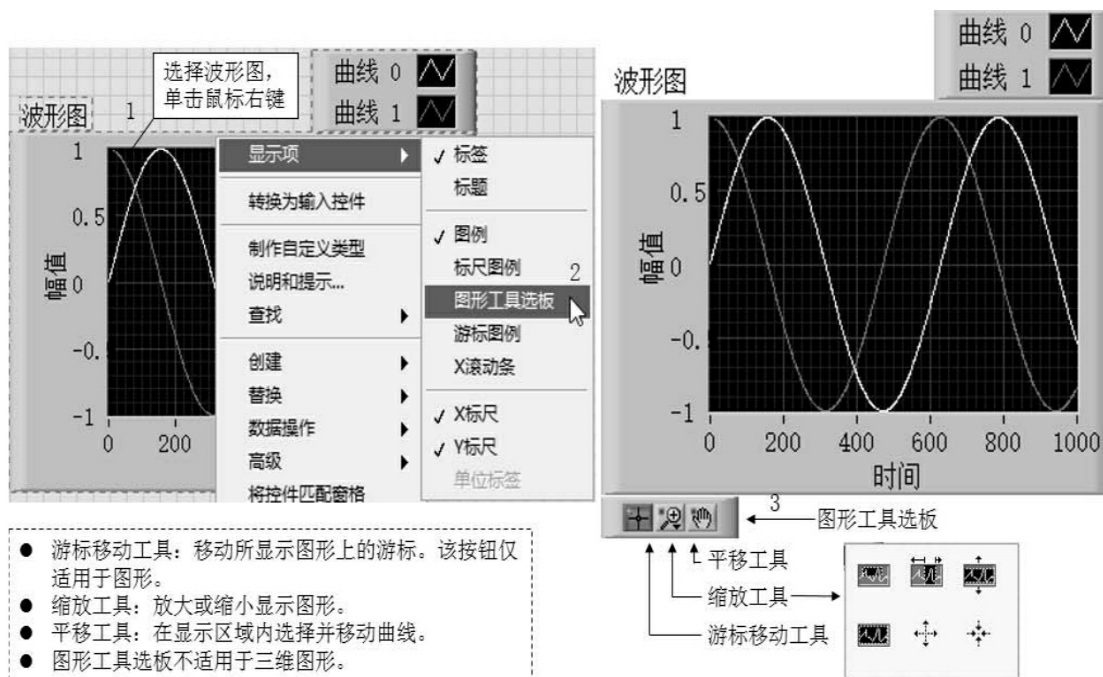 选择波形图,
单击鼠标右键
曲线 0
曲线 1
波形图
1
1
0.5
0
-0.
-1
幅值
0
200
显示项
转换为输入控件
制作自定义类型
说明和提示...
查找
创建
替换
数据操作
高级
将控件匹配窗格
✓ 标签
标题
✓ 图例
标尺图例
2
图形工具选板
游标图例
X滚动条
✓ X标尺
✓ Y标尺
单位标签
曲线 0
曲线 1
波形图
1
0.5
0
-0.
-1
幅值
0 200 400 600 800 1000
时间
3
图形工具选板
平移工具
缩放工具
游标移动工具
● 游标移动工具: 移动所显示图形上的游标。该按钮仅
适用于图形。
● 缩放工具: 放大或缩小显示图形。
● 平移工具: 在显示区域内选择并移动曲线。
● 图形工具选板不适用于三维图形。